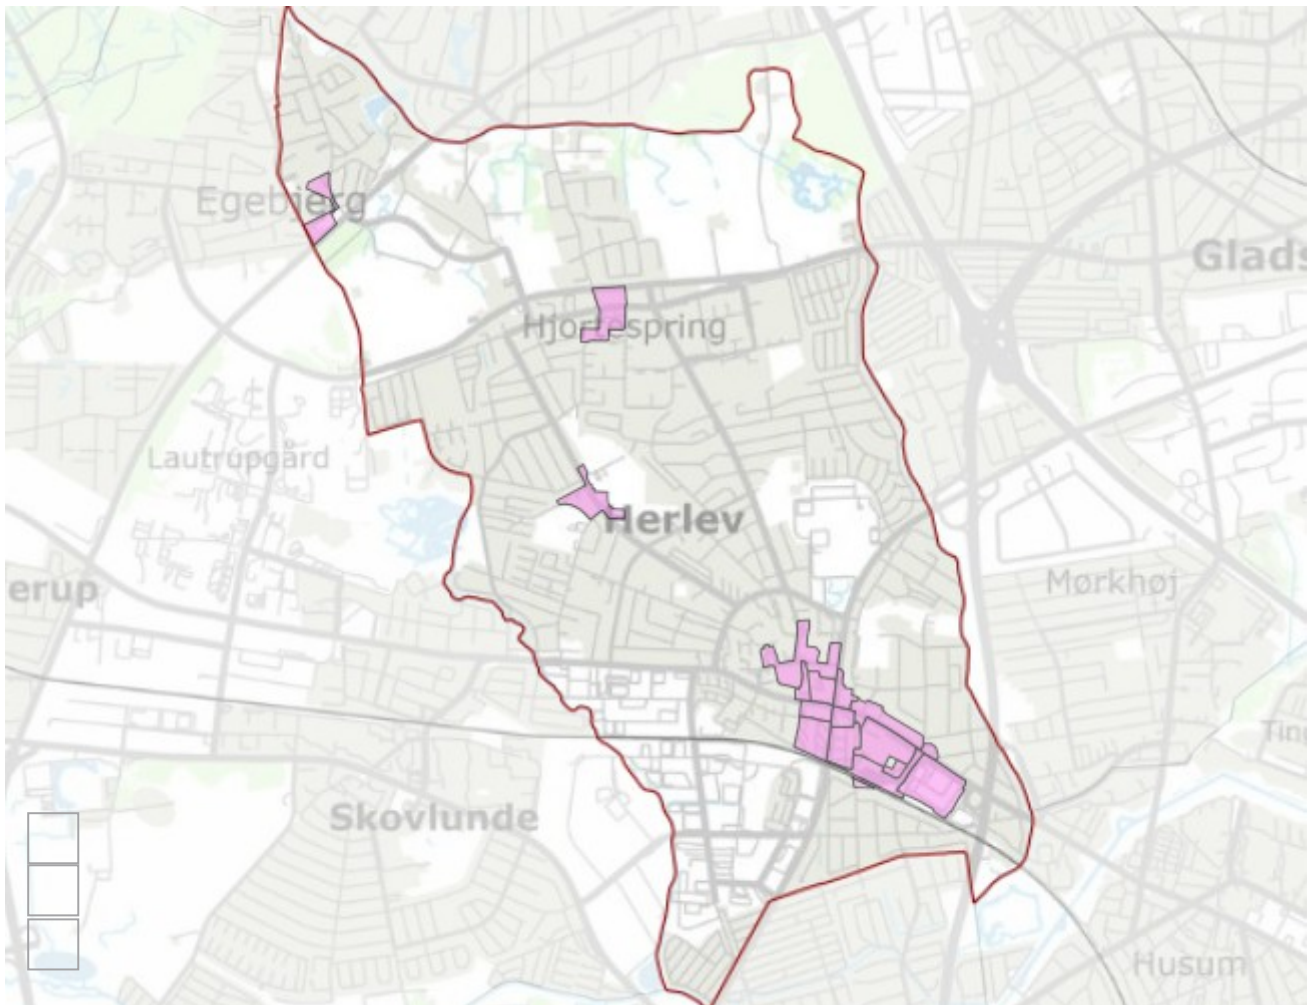 Egebjerg
Glads
Hjortespring
Lautrupgård
Herlev
Mørkhøj
erup
Tin
Skovlunde
Husum